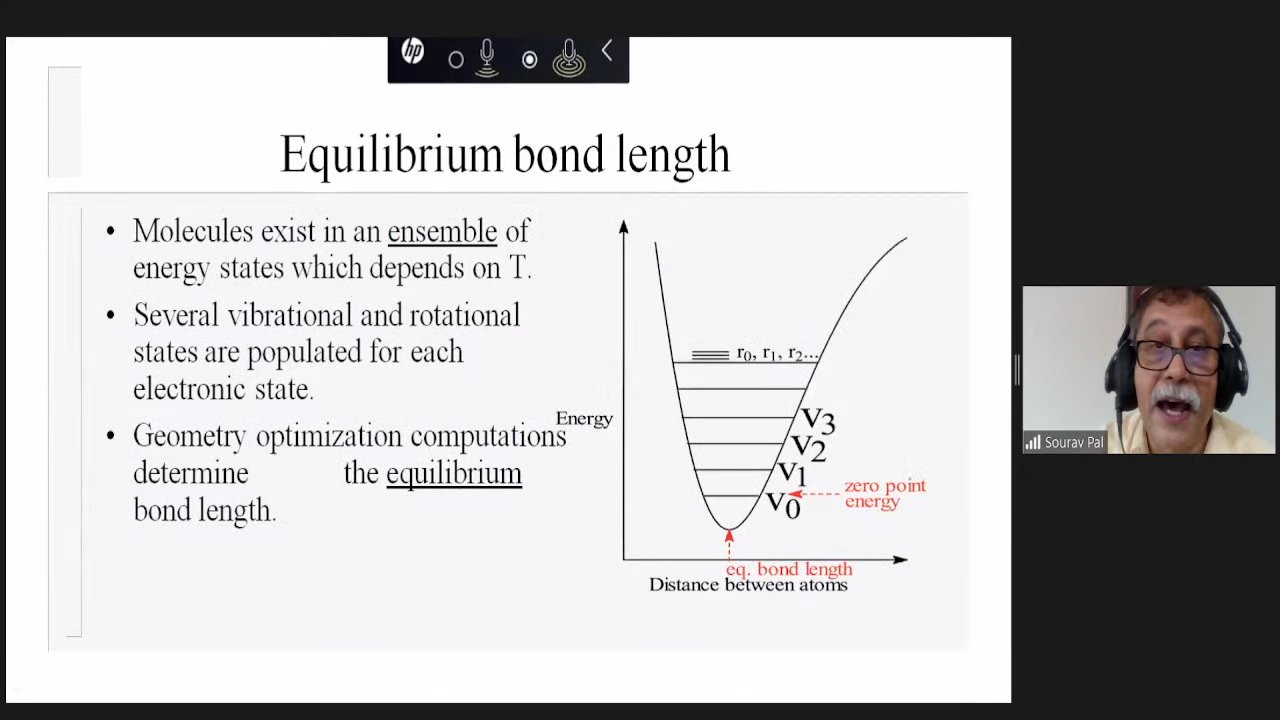 hp
Equilibrium bond length
• Molecules exist in an ensemble of
energy states which depends on T.
• Several vibrational and rotational
states are populated for each
electronic state.
• Geometry optimization computations
determine the equilibrium
bond length.
r0, r1, r2...
Energy
V3
V2
V1
V0
zero point
energy
eq. bond length
Distance between atoms
Sourav Pal